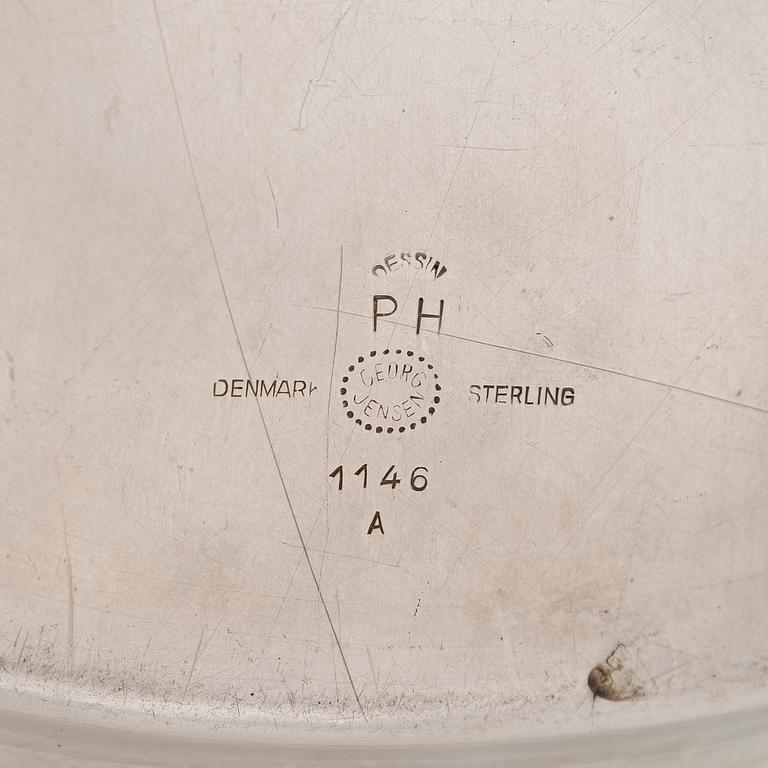 DESSIN
PH
DENMARK GEORG JENSEN STERLING
1146
A